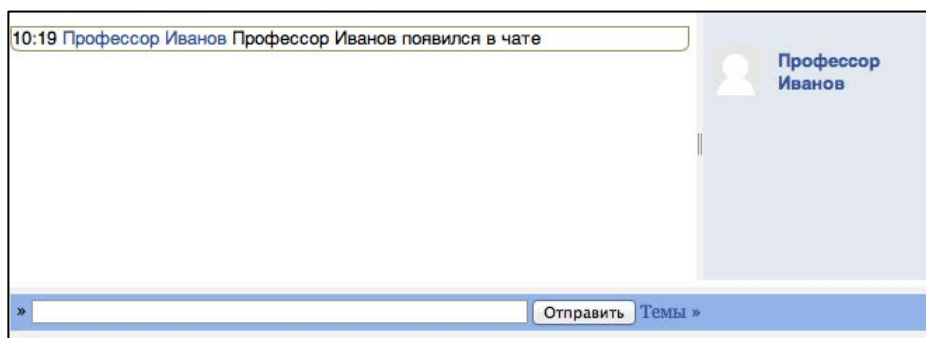 10:19 Профессор Иванов Профессор Иванов появился в чате
Профессор
Иванов
» Отправить Темы »